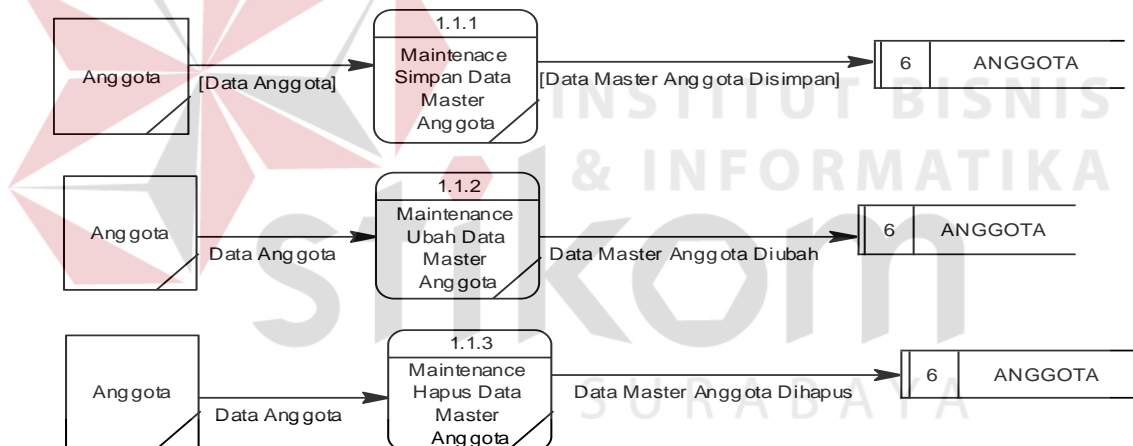 1.1.1
Anggota
[Data Anggota]
Maintenace
Simpan Data
Master
Anggota
[Data Master Anggota Disimpan]
6 ANGGOTA
INSTITUT BISNIS
& INFORMATIKA
stikom
SURABAYA
1.1.2
Anggota
Data Anggota
Maintenance
Ubah Data
Master
Anggota
Data Master Anggota Diubah
6 ANGGOTA
1.1.3
Anggota
Data Anggota
Maintenance
Hapus Data
Master
Anggota
Data Master Anggota Dihapus
6 ANGGOTA